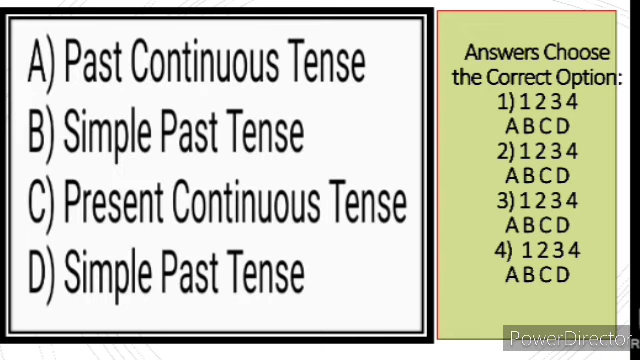 A) Past Continuous Tense
B) Simple Past Tense
C) Present Continuous Tense
D) Simple Past Tense
Answers Choose
the Correct Option:
1) 1 2 3 4
A B C D
2) 1 2 3 4
A B C D
3) 1 2 3 4
A B C D
4) 1 2 3 4
A B C D
PowerDirector